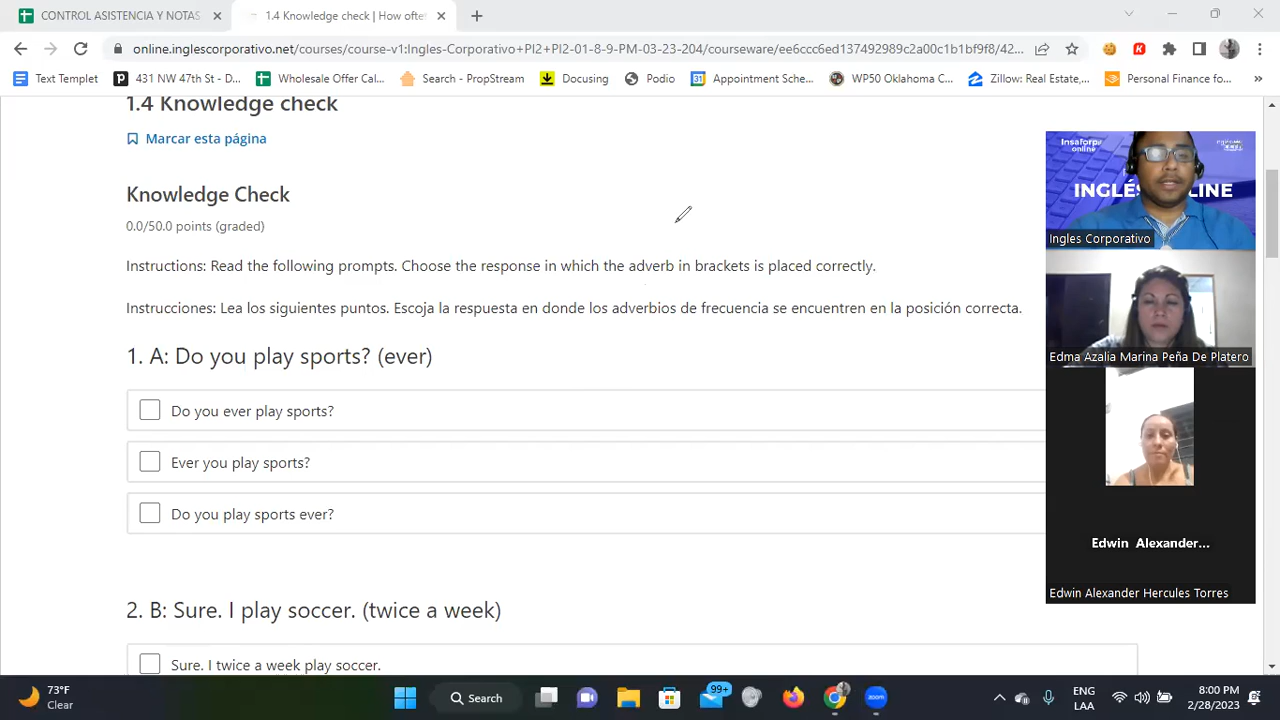 CONTROL ASISTENCIA Y NOTAS
1.4 Knowledge check | How ofte
online.inglescorporativo.net/courses/course-v1:Ingles-Corporativo+PI2+PI2-01-8-9-PM-03-23-204/courseware/ee6ccc6ed137492989c2a00c1b1bf9f8/42...
Text Templet
431 NW 47th St - D...
Wholesale Offer Cal...
Search - PropStream
Docusing
Podio
Appointment Sche...
WP50 Oklahoma C...
Zillow: Real Estate,...
Personal Finance fo...
1.4 Knowledge check
Marcar esta página
Knowledge Check
0.0/50.0 points (graded)
Instructions: Read the following prompts. Choose the response in which the adverb in brackets is placed correctly.
Instrucciones: Lea los siguientes puntos. Escoja la respuesta en donde los adverbios de frecuencia se encuentren en la posición correcta.
1. A: Do you play sports? (ever)
Do you ever play sports?
Ever you play sports?
Do you play sports ever?
2. B: Sure. I play soccer. (twice a week)
Sure. I twice a week play soccer.
Ingles Corporativo
Edma Azalia Marina Peña De Platero
Edwin Alexander...
Edwin Alexander Hercules Torres
73°F
Clear
Search
99+
zoom
ENG
LAA
8:00 PM
2/28/2023